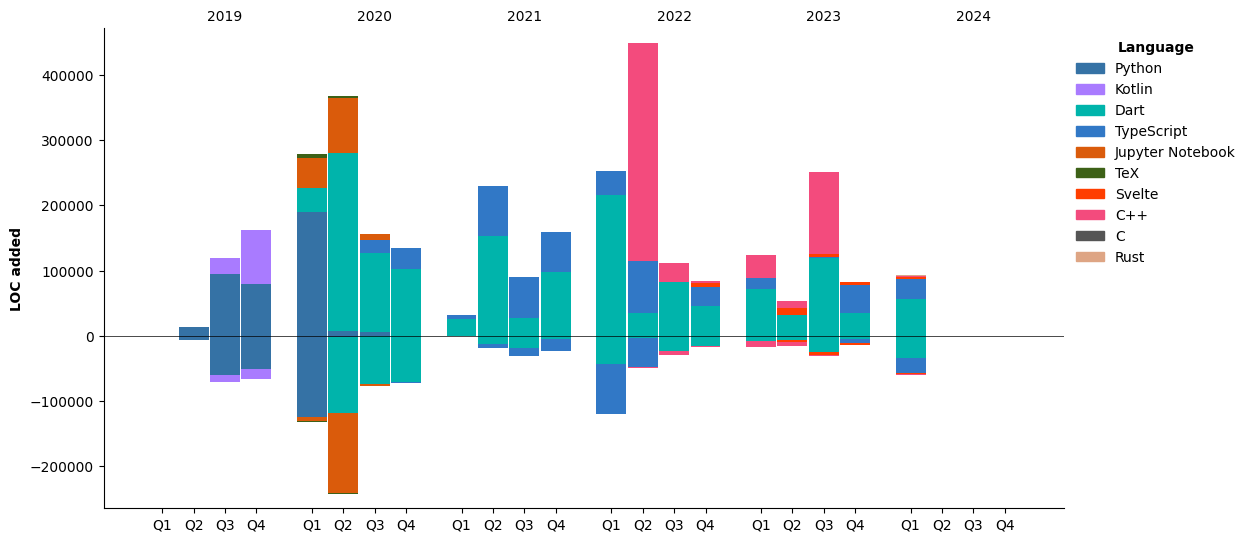 2019 2020 2021 2022 2023 2024
LOC added
400000
300000
200000
100000
0
−100000
−200000
Q1 Q2 Q3 Q4 Q1 Q2 Q3 Q4 Q1 Q2 Q3 Q4 Q1 Q2 Q3 Q4 Q1 Q2 Q3 Q4 Q1 Q2 Q3 Q4
Language
Python
Kotlin
Dart
TypeScript
Jupyter Notebook
TeX
Svelte
C++
C
Rust